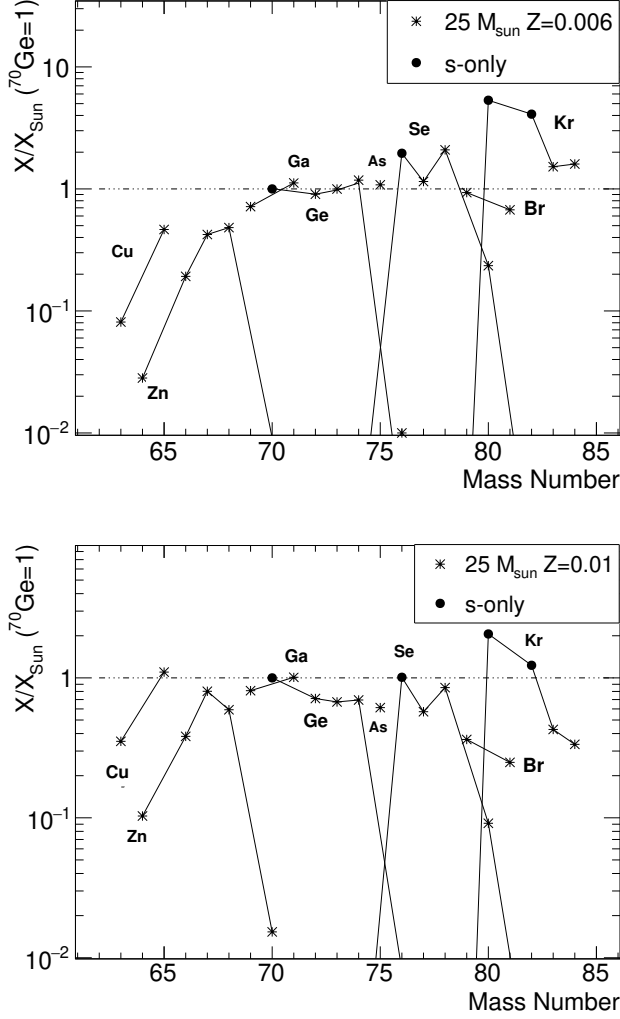 25 M_sun Z=0.006
s-only
X/X_Sun (⁷⁰Ge=1)
10
1
10⁻¹
10⁻²
Cu
Zn
Ga
Ge
As
Se
Br
Kr
65 70 75 80 85
Mass Number
25 M_sun Z=0.01
s-only
X/X_Sun (⁷⁰Ge=1)
1
10⁻¹
10⁻²
Cu
Zn
Ga
Ge
As
Se
Br
Kr
65 70 75 80 85
Mass Number